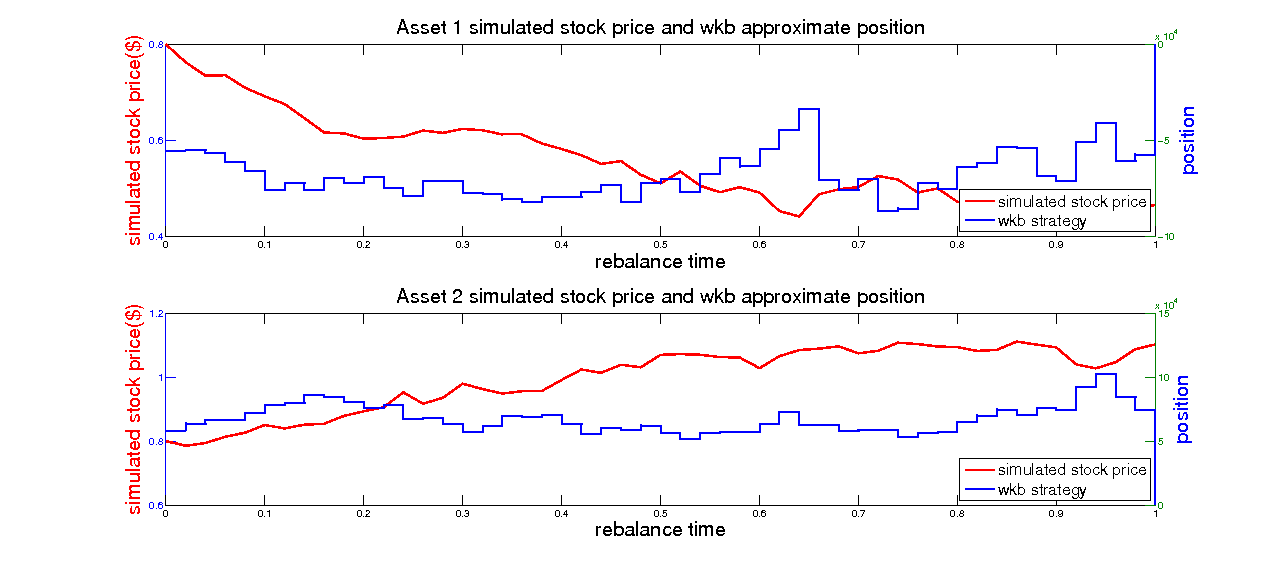 Asset 1 simulated stock price and wkb approximate position
x 10^4
0.8 0
0.6 −5
0.4 −10
simulated stock price($)
position
simulated stock price
wkb strategy
0 0.1 0.2 0.3 0.4 0.5 0.6 0.7 0.8 0.9 1
rebalance time
Asset 2 simulated stock price and wkb approximate position
x 10^4
1.2 15
1 10
0.8 5
0.6 0
simulated stock price($)
position
simulated stock price
wkb strategy
0 0.1 0.2 0.3 0.4 0.5 0.6 0.7 0.8 0.9 1
rebalance time